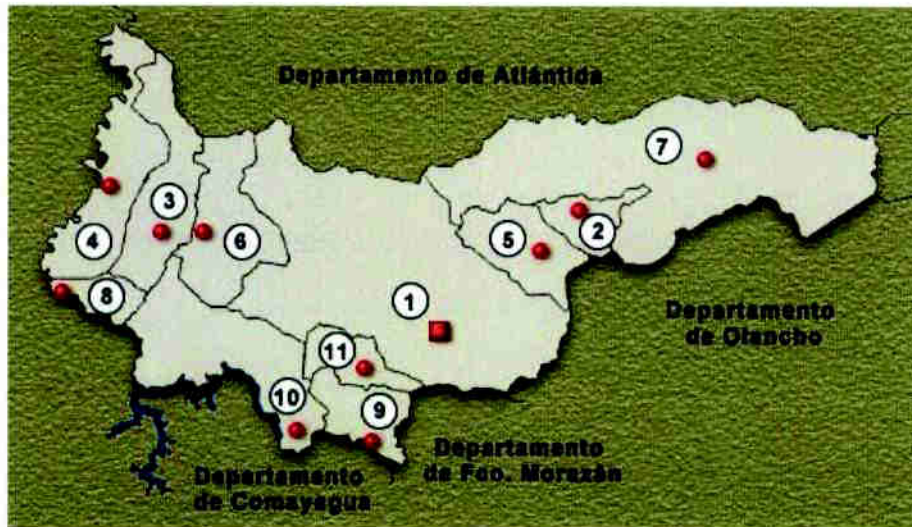 Departamento de Atlántida
7
3
4
6
5
2
8
1
Departamento
de Olancho
11
10
9
Departamento
de Fco. Morazán
Departamento
de Comayagua